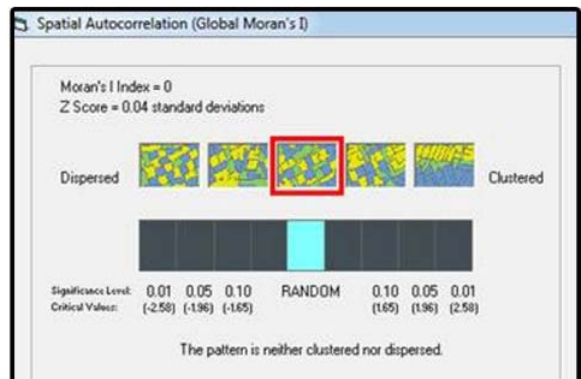 Spatial Autocorrelation (Global Moran's I)
Moran's I Index = 0
Z Score = 0.04 standard deviations
Dispersed
Clustered
Significance Level: 0.01 0.05 0.10 RANDOM 0.10 0.05 0.01
Critical Values: (-2.58) (-1.96) (-1.65) (1.65) (1.96) (2.58)
The pattern is neither clustered nor dispersed.